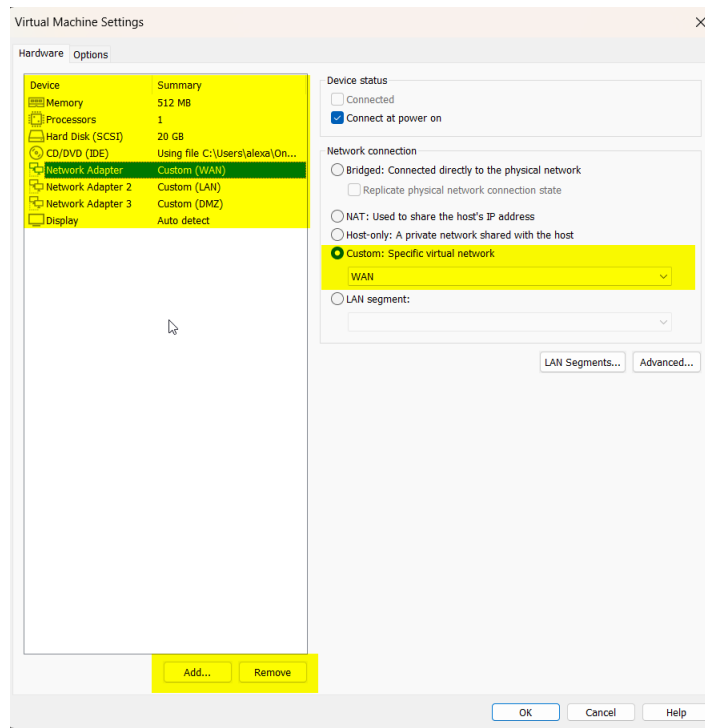 Virtual Machine Settings
Hardware Options
Device Summary
Memory 512 MB
Processors 1
Hard Disk (SCSI) 20 GB
CD/DVD (IDE) Using file C:\Users\alexa\On...
Network Adapter Custom (WAN)
Network Adapter 2 Custom (LAN)
Network Adapter 3 Custom (DMZ)
Display Auto detect
Add... Remove
Device status
Connected
Connect at power on
Network connection
Bridged: Connected directly to the physical network
Replicate physical network connection state
NAT: Used to share the host's IP address
Host-only: A private network shared with the host
Custom: Specific virtual network
WAN
LAN segment:
LAN Segments... Advanced...
OK Cancel Help